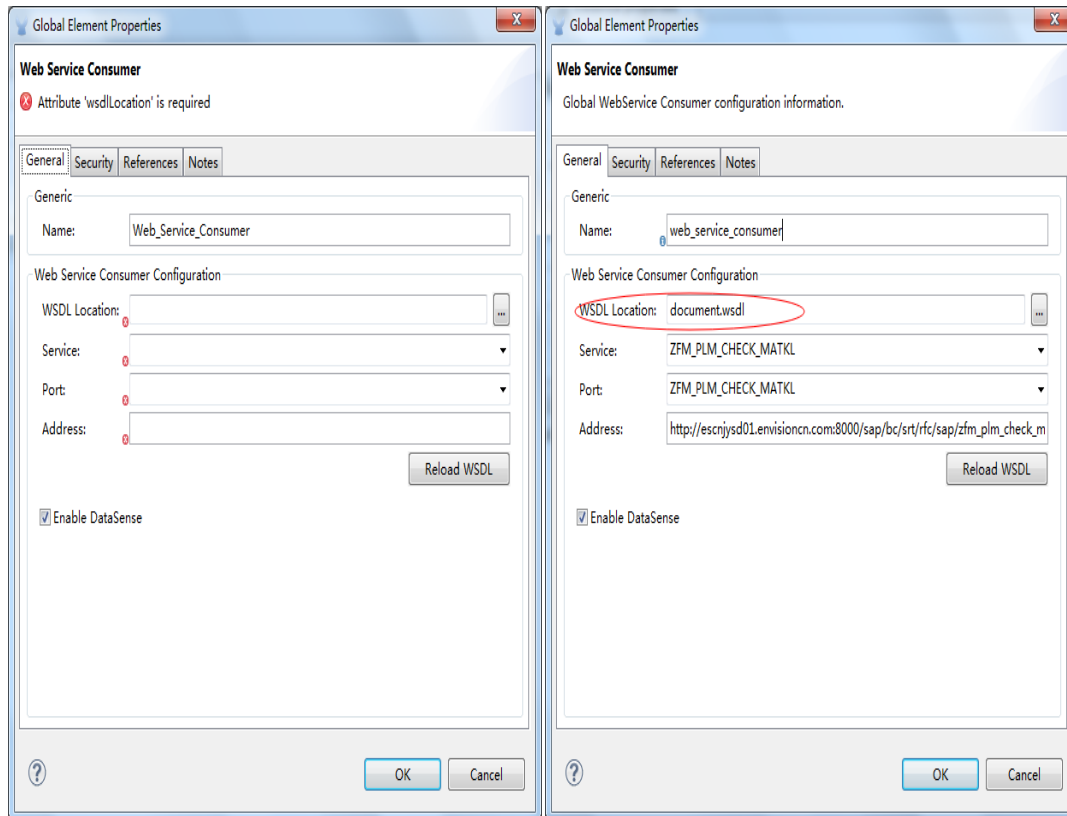 Global Element Properties
Web Service Consumer
Attribute 'wsdlLocation' is required
General Security References Notes
Generic
Name: Web_Service_Consumer
Web Service Consumer Configuration
WSDL Location: ...
Service:
Port:
Address:
Reload WSDL
Enable DataSense
? OK Cancel
Global Element Properties
Web Service Consumer
Global WebService Consumer configuration information.
General Security References Notes
Generic
Name: web_service_consumer
Web Service Consumer Configuration
WSDL Location: document.wsdl ...
Service: ZFM_PLM_CHECK_MATKL
Port: ZFM_PLM_CHECK_MATKL
Address: http://escnjysd01.envisioncn.com:8000/sap/bc/srt/rfc/sap/zfm_plm_check_m
Reload WSDL
Enable DataSense
? OK Cancel